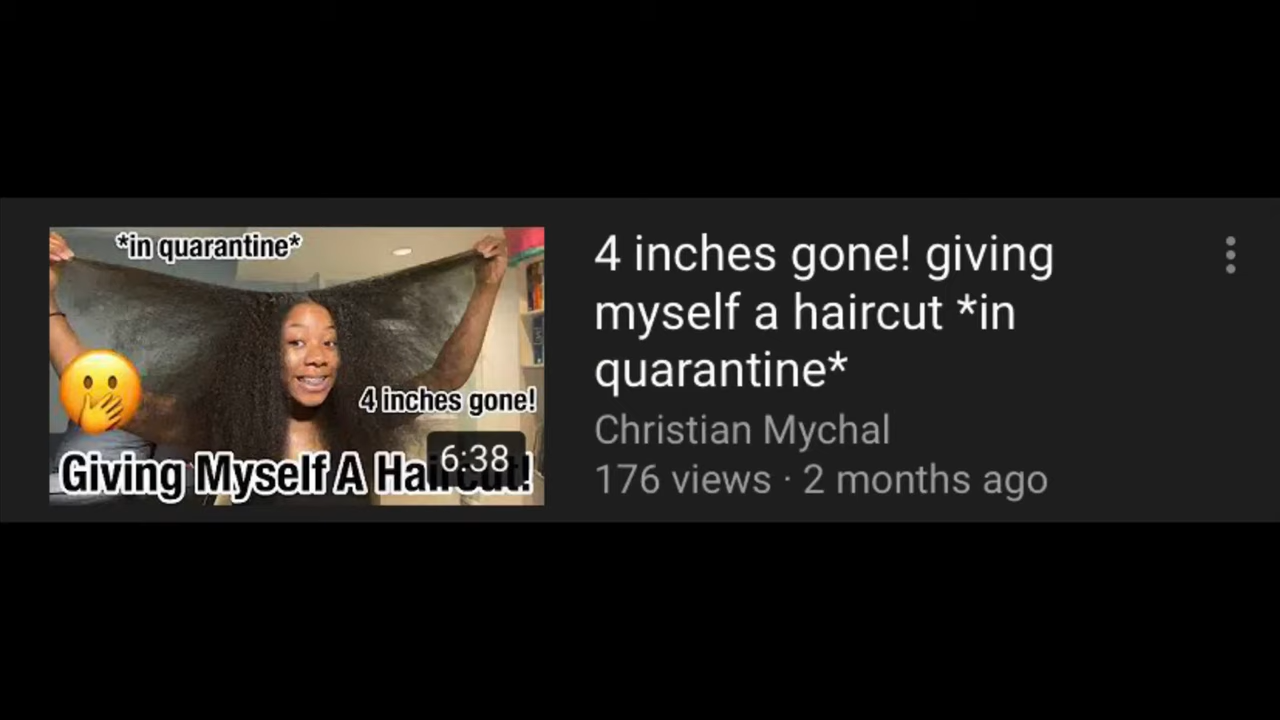 *in quarantine*
4 inches gone!
Giving Myself A Haircut!
6:38
4 inches gone! giving
myself a haircut *in
quarantine*
Christian Mychal
176 views · 2 months ago